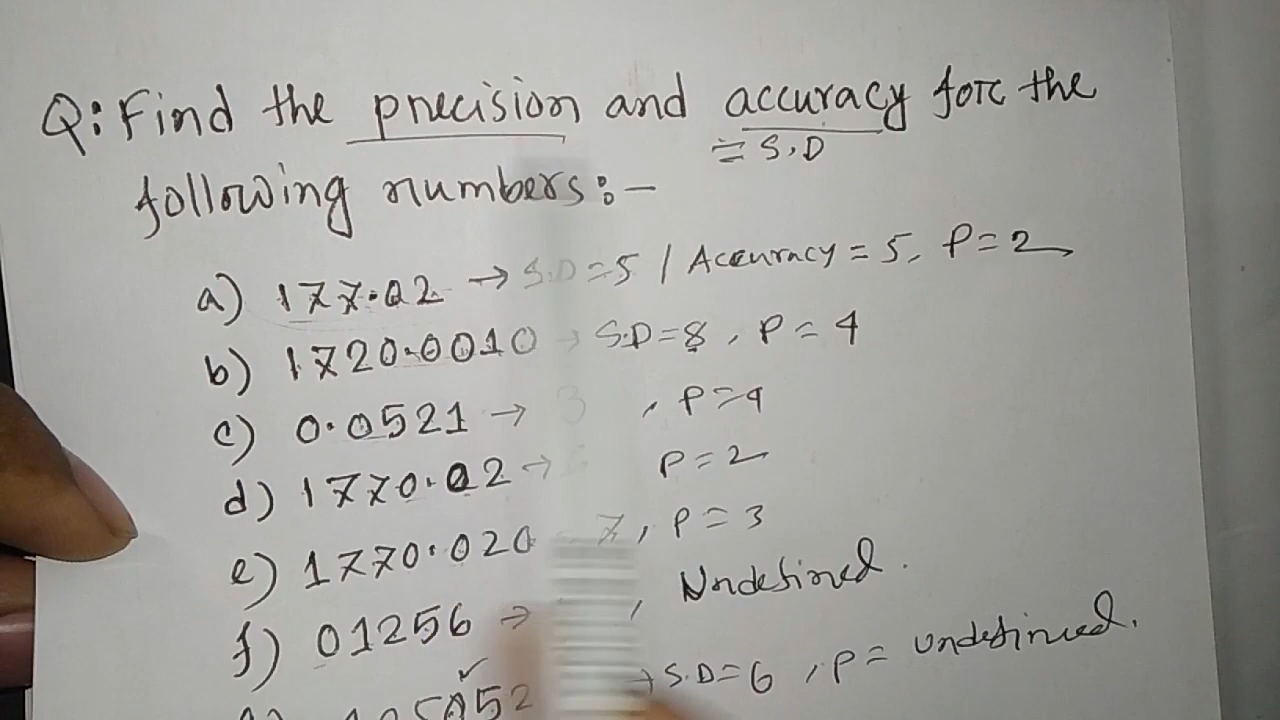 Q: Find the precision and accuracy for the
= S.D
following numbers:-
a) 177.02 → S.D = 5 / Accuracy = 5, P = 2
b) 1720.0010 → S.D = 8, P = 4
c) 0.0521 → 3, P = 4
d) 1770.02 → P = 2
e) 1770.020 7, P = 3
f) 01256 → , Undefined.
→ S.D = 6, P = undefined.